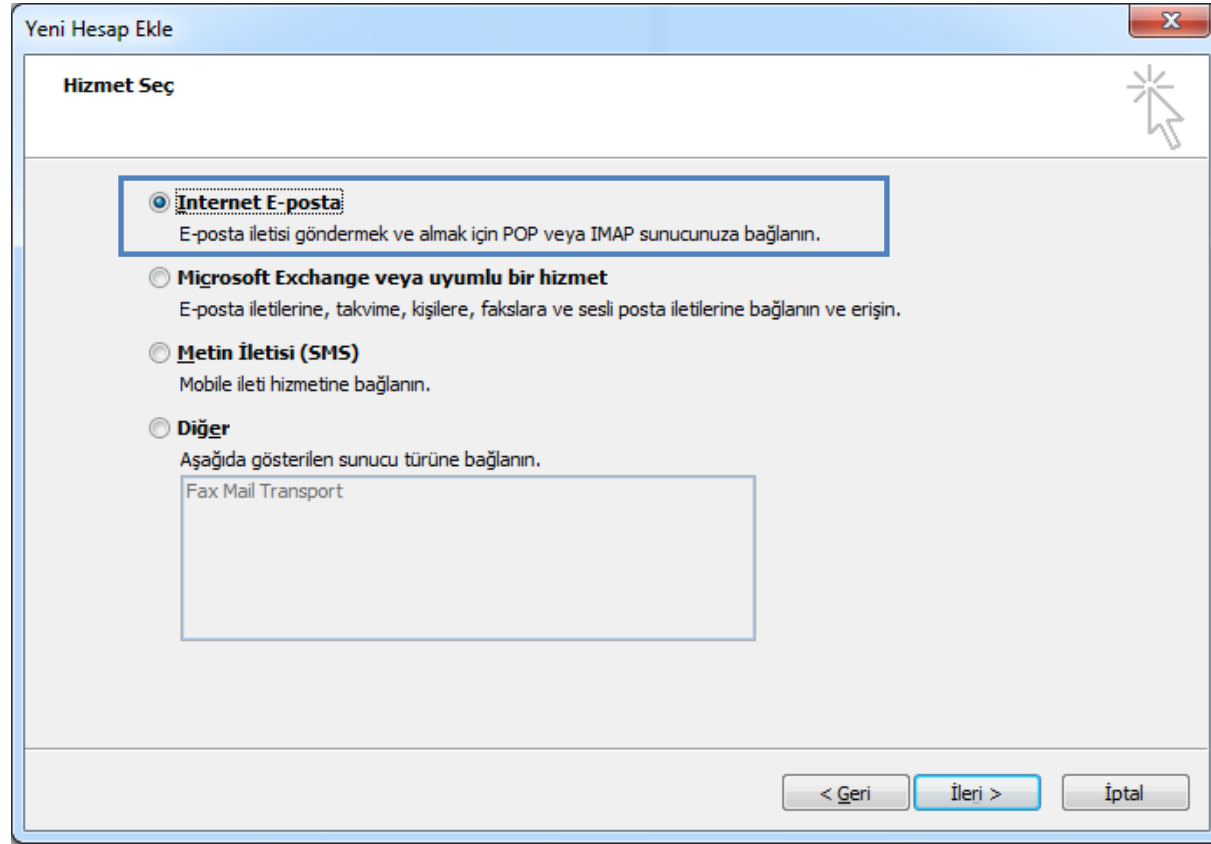 Yeni Hesap Ekle
Hizmet Seç
Internet E-posta
E-posta iletisi göndermek ve almak için POP veya IMAP sunucunuza bağlanın.
Microsoft Exchange veya uyumlu bir hizmet
E-posta iletilerine, takvime, kişilere, fakslara ve sesli posta iletilerine bağlanın ve erişin.
Metin İletisi (SMS)
Mobile ileti hizmetine bağlanın.
Diğer
Aşağıda gösterilen sunucu türüne bağlanın.
Fax Mail Transport
< Geri İleri > İptal